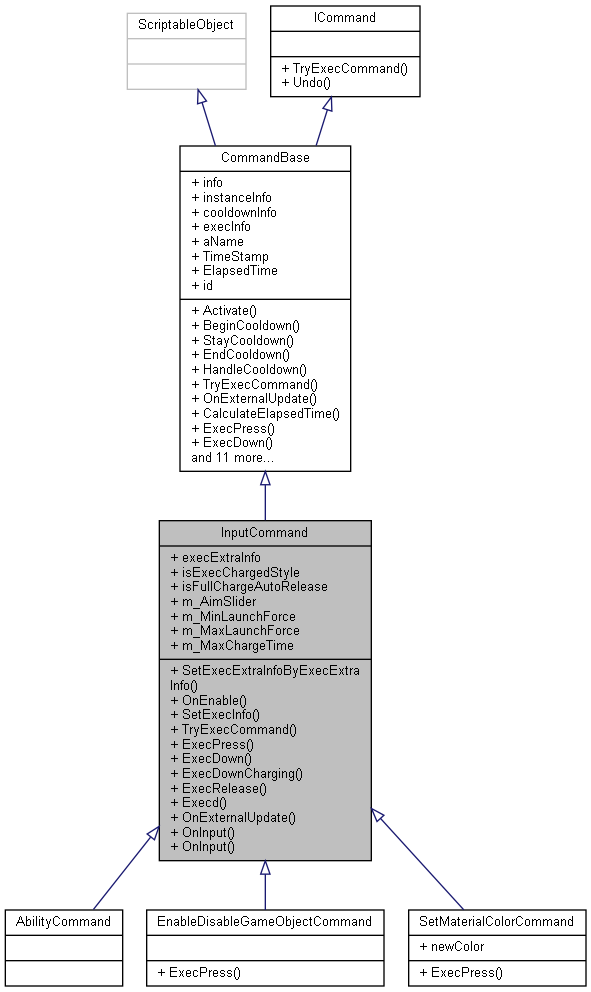 ScriptableObject
ICommand
+ TryExecCommand()
+ Undo()
CommandBase
+ info
+ instanceInfo
+ cooldownInfo
+ execInfo
+ aName
+ TimeStamp
+ ElapsedTime
+ id
+ Activate()
+ BeginCooldown()
+ StayCooldown()
+ EndCooldown()
+ HandleCooldown()
+ TryExecCommand()
+ OnExternalUpdate()
+ CalculateElapsedTime()
+ ExecPress()
+ ExecDown()
and 11 more...
InputCommand
+ execExtraInfo
+ isExecChargedStyle
+ isFullChargeAutoRelease
+ m_AimSlider
+ m_MinLaunchForce
+ m_MaxLaunchForce
+ m_MaxChargeTime
+ SetExecExtraInfoByExecExtra
Info()
+ OnEnable()
+ SetExecInfo()
+ TryExecCommand()
+ ExecPress()
+ ExecDown()
+ ExecDownCharging()
+ ExecRelease()
+ Execd()
+ OnExternalUpdate()
+ OnInput()
+ OnInput()
AbilityCommand
EnableDisableGameObjectCommand
+ ExecPress()
SetMaterialColorCommand
+ newColor
+ ExecPress()